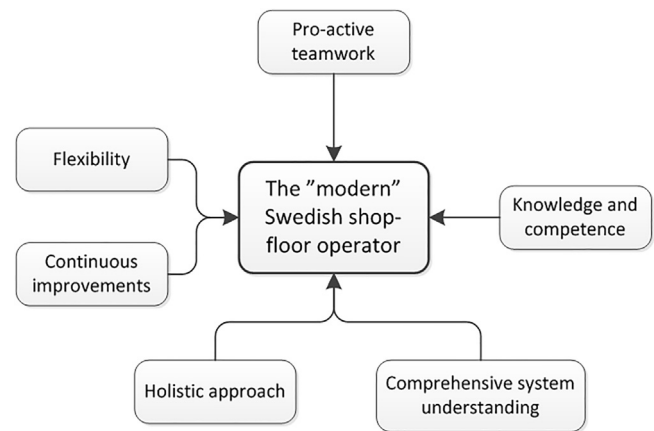 Pro-active
teamwork
Flexibility
The ”modern”
Swedish shop-
floor operator
Knowledge and
competence
Continuous
improvements
Holistic approach
Comprehensive system
understanding